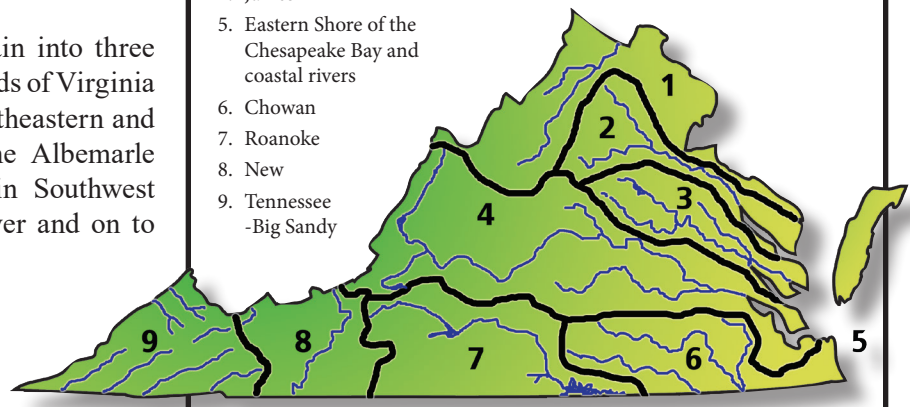 ain into three
ds of Virginia
theastern and
ne Albemarle
in Southwest
ver and on to
5. Eastern Shore of the
Chesapeake Bay and
coastal rivers
6. Chowan
7. Roanoke
8. New
9. Tennessee
-Big Sandy
1
2
3
4
5
6
7
8
9